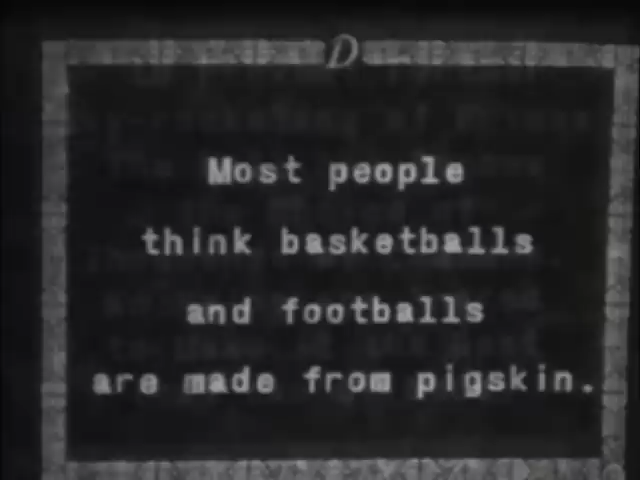 D
Most people
think basketballs
and footballs
are made from pigskin.